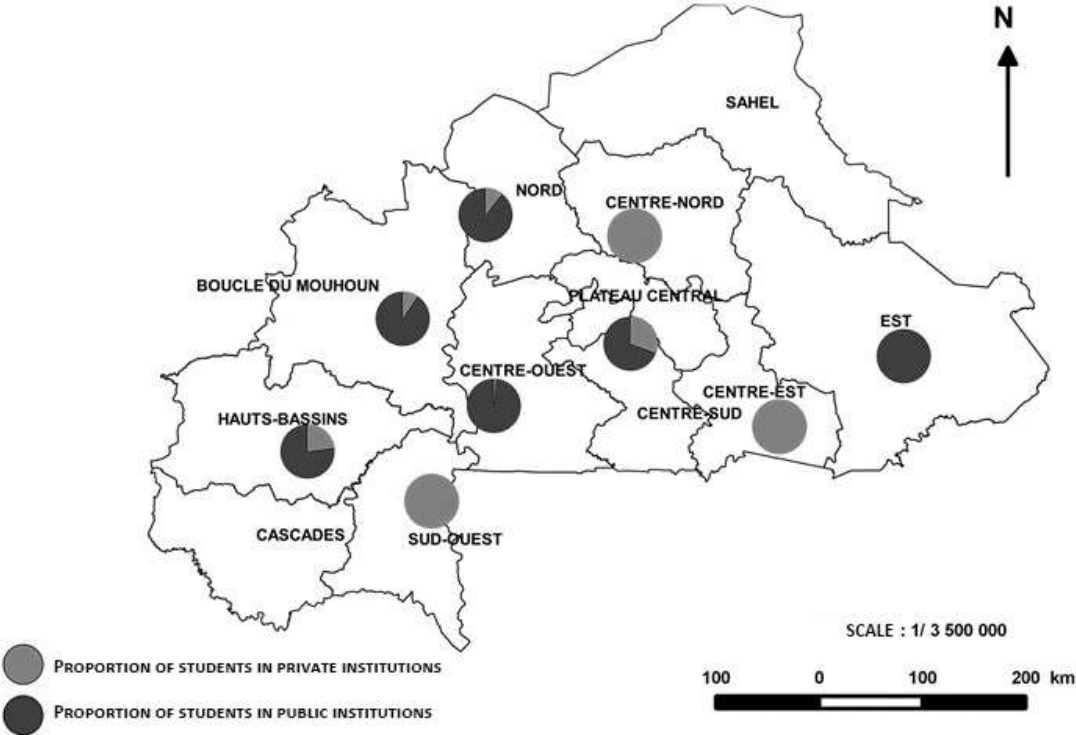 N
SAHEL
NORD
CENTRE-NORD
BOUCLE DU MOUHOUN
PLATEAU CENTRAL
EST
CENTRE-OUEST
CENTRE-EST
HAUTS-BASSINS
CENTRE-SUD
CASCADES
SUD-OUEST
SCALE : 1/ 3 500 000
PROPORTION OF STUDENTS IN PRIVATE INSTITUTIONS
100 0 100 200 km
PROPORTION OF STUDENTS IN PUBLIC INSTITUTIONS